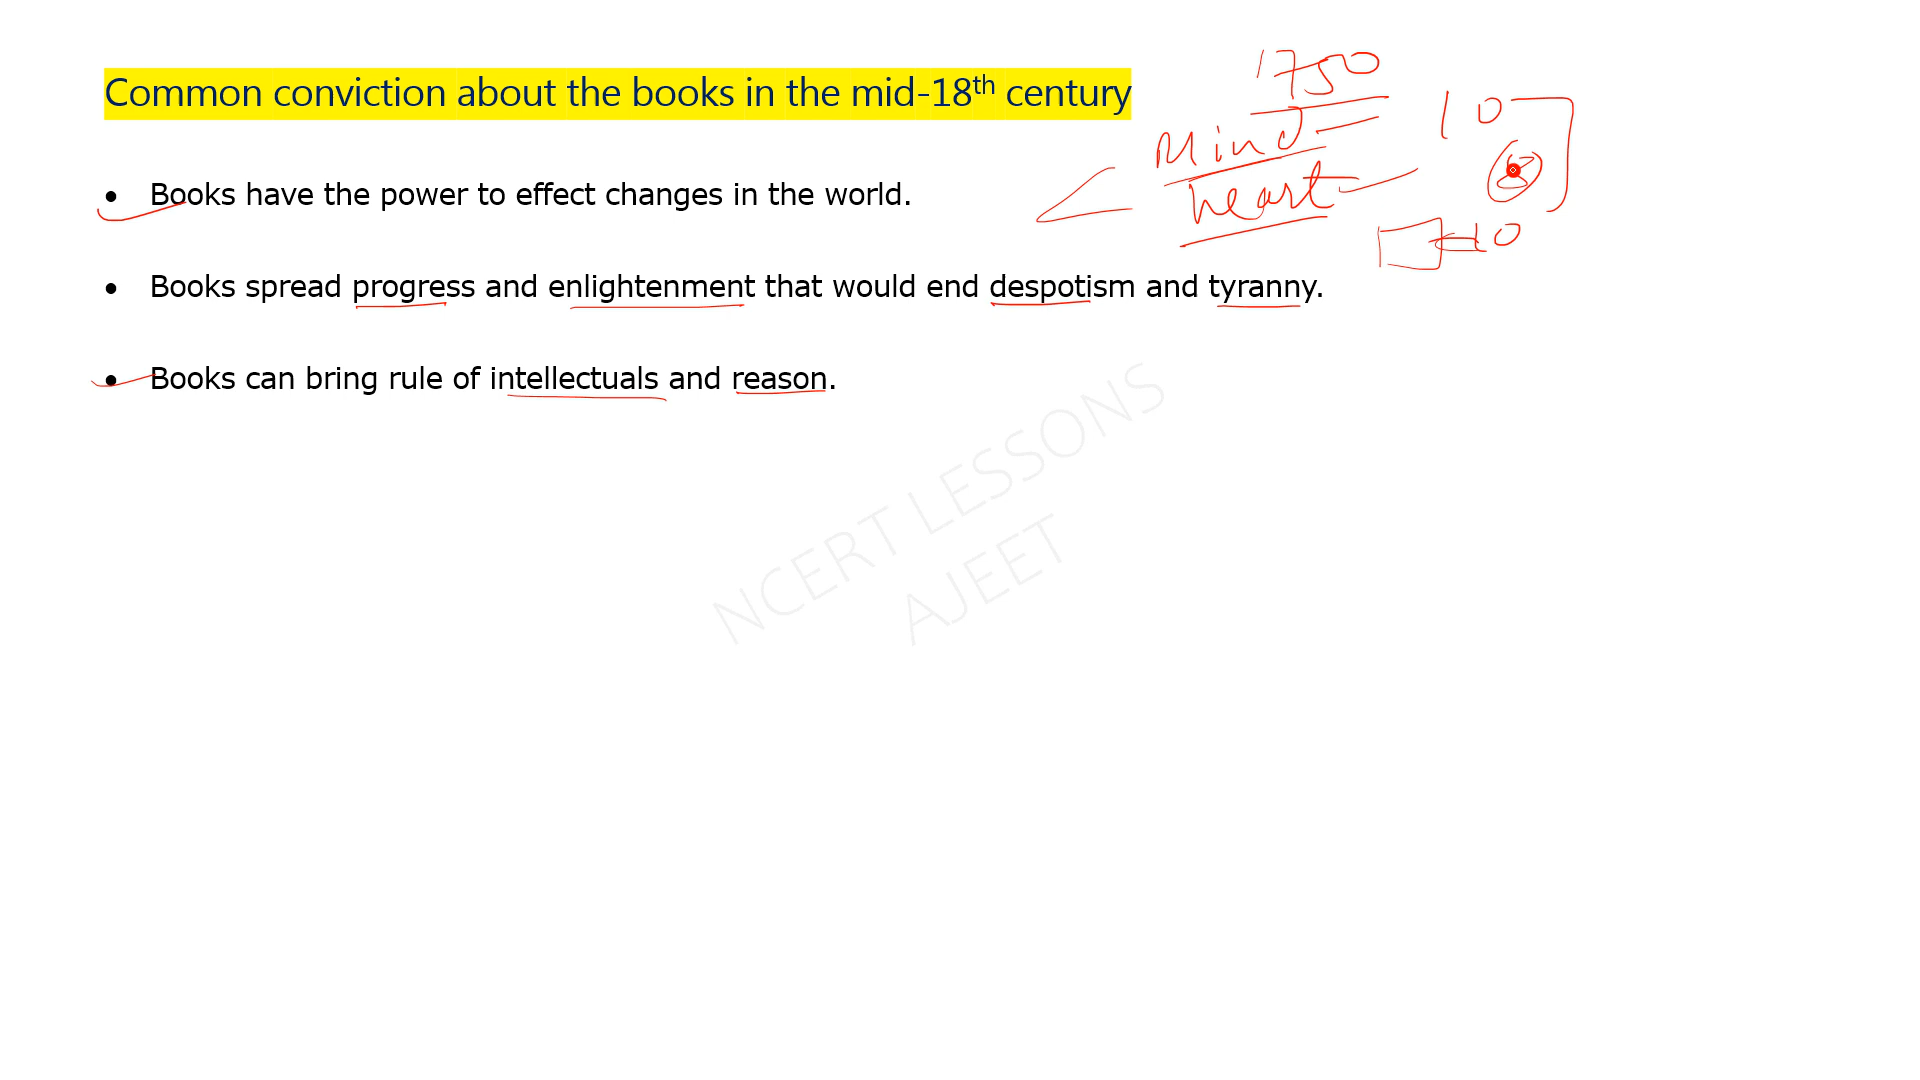 1750
Common conviction about the books in the mid-18th century
10
Mind
Books have the power to effect changes in the world.
heart
10
Books spread progress and enlightenment that would end despotism and tyranny.
Books can bring rule of intellectuals and reason.
NCERT LESSONS
AJEET